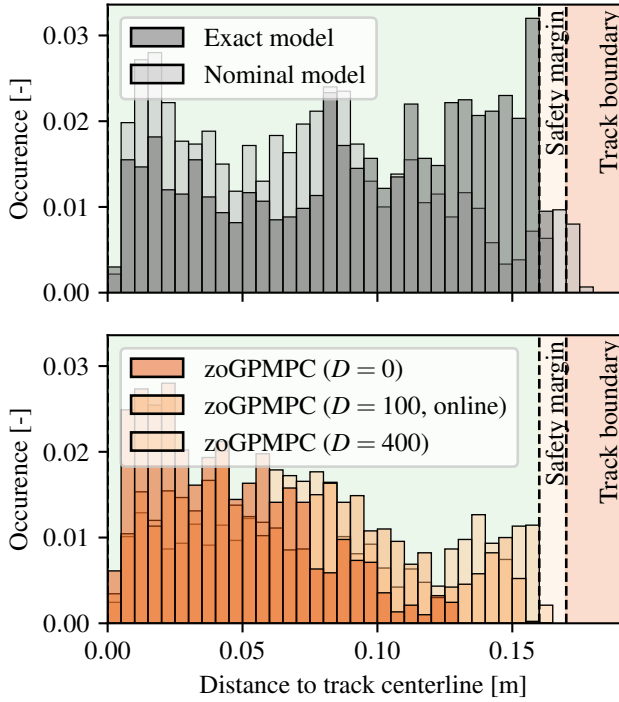 0.03
0.02
0.01
0.00
Occurence [-]
Exact model
Nominal model
Safety margin
Track boundary
0.03
0.02
0.01
0.00
Occurence [-]
zoGPMPC (D = 0)
zoGPMPC (D = 100, online)
zoGPMPC (D = 400)
Safety margin
Track boundary
0.00
0.05
0.10
0.15
Distance to track centerline [m]